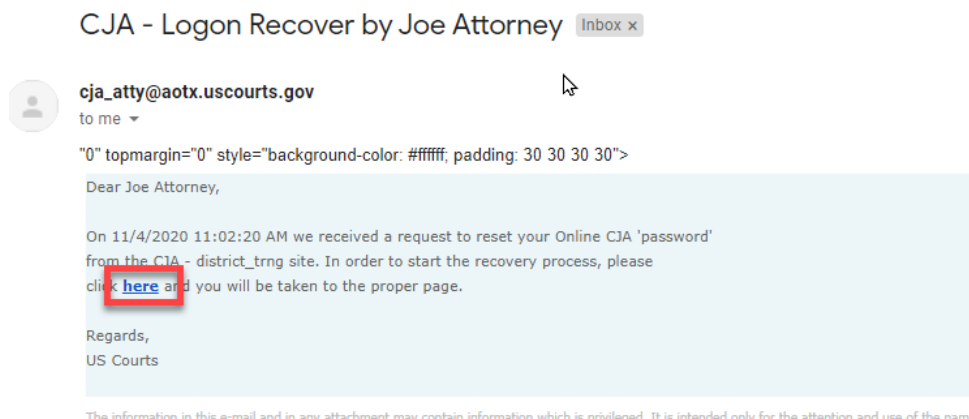 CJA - Logon Recover by Joe Attorney Inbox x
cja_atty@aotx.uscourts.gov
to me
"0" topmargin="0" style="background-color: #ffffff; padding: 30 30 30 30">
Dear Joe Attorney,
On 11/4/2020 11:02:20 AM we received a request to reset your Online CJA 'password'
from the CJA - district_trng site. In order to start the recovery process, please
click here and you will be taken to the proper page.
Regards,
US Courts
The information in this e-mail and in any attachment may contain information which is privileged. It is intended only for the attention and use of the